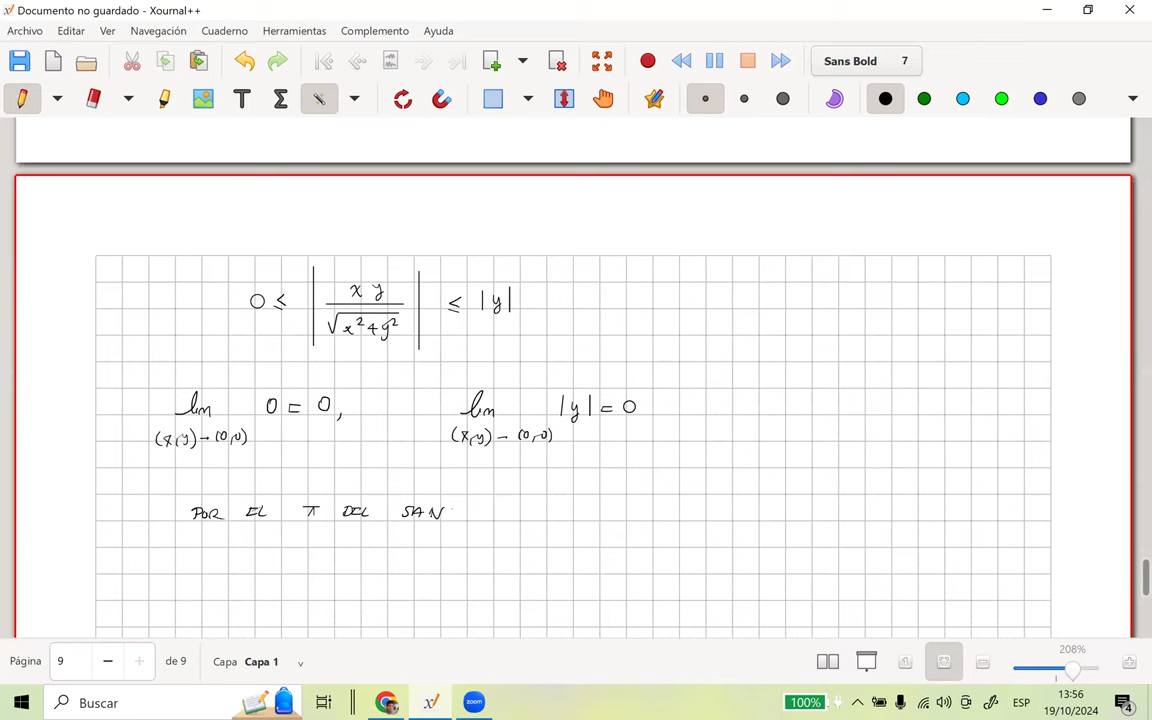 Documento no guardado - Xournal++
Archivo Editar Ver Navegación Cuaderno Herramientas Complemento Ayuda
Sans Bold 7
0 ≤ | x y / √(x²+y²) | ≤ |y|
lim 0 = 0, lim |y| = 0
(x,y)→(0,0) (x,y)→(0,0)
POR EL T DEL SAN
Página 9 de 9 Capa Capa 1 208%
Buscar 100% zoom ESP 13:56
19/10/2024 4